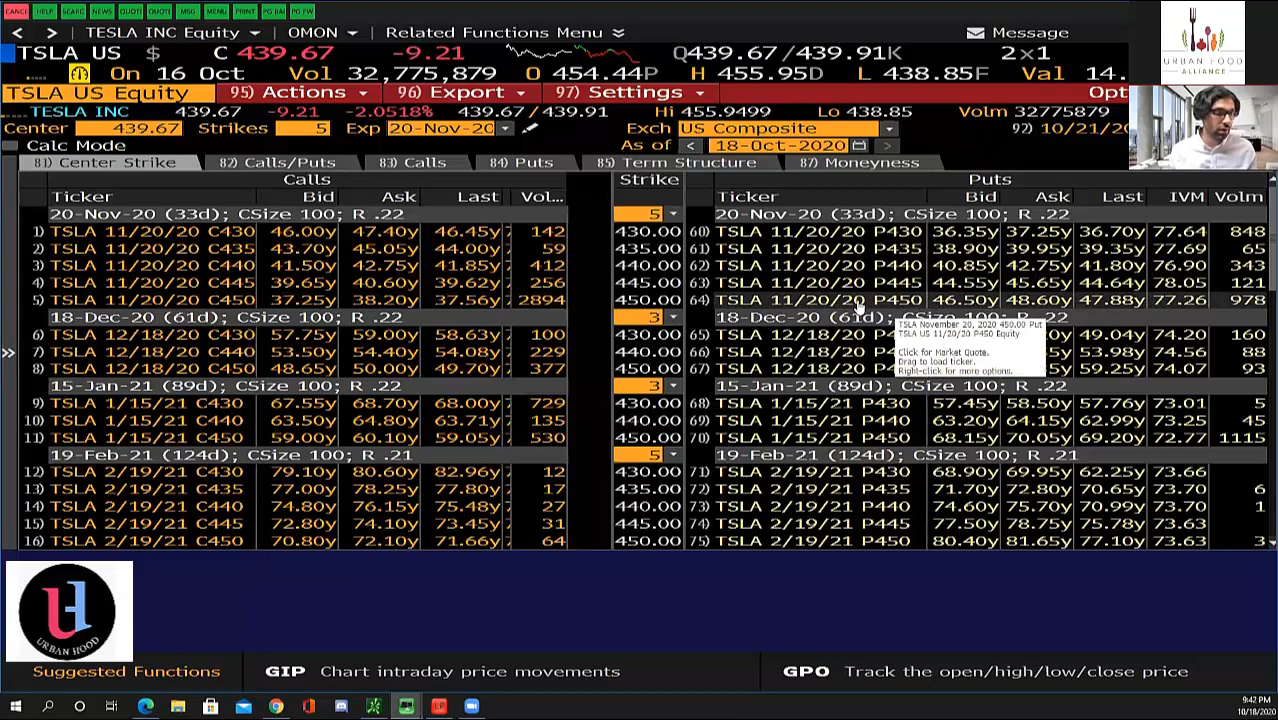 CANCL HELP SEARC NEWS QUOTI QUOTI MSG MENU PRINT PG BAC PG FW
< > TESLA INC Equity OMON Related Functions Menu Message
TSLA US $ C 439.67 -9.21 Q439.67/439.91K 2×1
On 16 Oct Vol 32,775,879 O 454.44P H 455.95D L 438.85F Val 14.
TSLA US Equity 95) Actions 96) Export 97) Settings Opt
TESLA INC 439.67 -9.21 -2.0518% 439.67/439.91 Hi 455.9499 Lo 438.85 Volm 32775879
Center 439.67 Strikes 5 Exp 20-Nov-20 Exch US Composite 92) 10/21/20
Calc Mode As of < 18-Oct-2020 >
81) Center Strike 82) Calls/Puts 83) Calls 84) Puts 85) Term Structure 87) Moneyness
Calls Strike Puts
Ticker Bid Ask Last Vol... Ticker Bid Ask Last IVM Volm
20-Nov-20 (33d); CSize 100; R .22 5 20-Nov-20 (33d); CSize 100; R .22
1) TSLA 11/20/20 C430 46.00y 47.40y 46.45y 142 430.00 60) TSLA 11/20/20 P430 36.35y 37.25y 36.70y 77.64 848
2) TSLA 11/20/20 C435 43.70y 45.05y 44.00y 59 435.00 61) TSLA 11/20/20 P435 38.90y 39.95y 39.35y 77.69 65
3) TSLA 11/20/20 C440 41.50y 42.75y 41.85y 412 440.00 62) TSLA 11/20/20 P440 40.85y 42.75y 41.80y 76.90 343
4) TSLA 11/20/20 C445 39.65y 40.60y 39.62y 256 445.00 63) TSLA 11/20/20 P445 44.55y 45.65y 44.64y 78.05 121
5) TSLA 11/20/20 C450 37.25y 38.20y 37.56y 2894 450.00 64) TSLA 11/20/20 P450 46.50y 48.60y 47.88y 77.26 978
18-Dec-20 (61d); CSize 100; R .22 3 18-Dec-20 (61d); CSize 100; R .22
6) TSLA 12/18/20 C430 57.75y 59.00y 58.63y 100 430.00 65) TSLA 12/18/20 49.04y 74.20 160
7) TSLA 12/18/20 C440 53.50y 54.40y 54.08y 229 440.00 66) TSLA 12/18/20 53.98y 74.56 88
8) TSLA 12/18/20 C450 48.65y 50.00y 49.70y 377 450.00 67) TSLA 12/18/20 59.25y 74.07 93
TSLA November 20, 2020 450.00 Put
TSLA US 11/20/20 P450 Equity
Click for Market Quote.
Drag to load ticker.
Right-click for more options.
15-Jan-21 (89d); CSize 100; R .22 3 15-Jan-21 (89d); CSize 100; R .22
9) TSLA 1/15/21 C430 67.55y 68.70y 68.00y 729 430.00 68) TSLA 1/15/21 P430 57.45y 58.50y 57.76y 73.01 5
10) TSLA 1/15/21 C440 63.50y 64.80y 63.71y 135 440.00 69) TSLA 1/15/21 P440 63.20y 64.15y 62.99y 73.25 45
11) TSLA 1/15/21 C450 59.00y 60.10y 59.05y 530 450.00 70) TSLA 1/15/21 P450 68.15y 70.05y 69.20y 72.77 1115
19-Feb-21 (124d); CSize 100; R .21 5 19-Feb-21 (124d); CSize 100; R .21
12) TSLA 2/19/21 C430 79.10y 80.60y 82.96y 12 430.00 71) TSLA 2/19/21 P430 68.90y 69.95y 62.25y 73.66
13) TSLA 2/19/21 C435 77.00y 78.25y 77.80y 17 435.00 72) TSLA 2/19/21 P435 71.70y 72.80y 70.65y 73.70 6
14) TSLA 2/19/21 C440 74.80y 76.15y 75.48y 27 440.00 73) TSLA 2/19/21 P440 74.60y 75.70y 70.99y 73.70 1
15) TSLA 2/19/21 C445 72.80y 74.10y 73.45y 31 445.00 74) TSLA 2/19/21 P445 77.50y 78.75y 75.78y 73.63
16) TSLA 2/19/21 C450 70.80y 72.10y 71.66y 64 450.00 75) TSLA 2/19/21 P450 80.40y 81.65y 77.10y 73.63 3
URBAN FOOD
ALLIANCE
URBAN HOOD
Suggested Functions GIP Chart intraday price movements GPO Track the open/high/low/close price
9:42 PM
10/18/2020